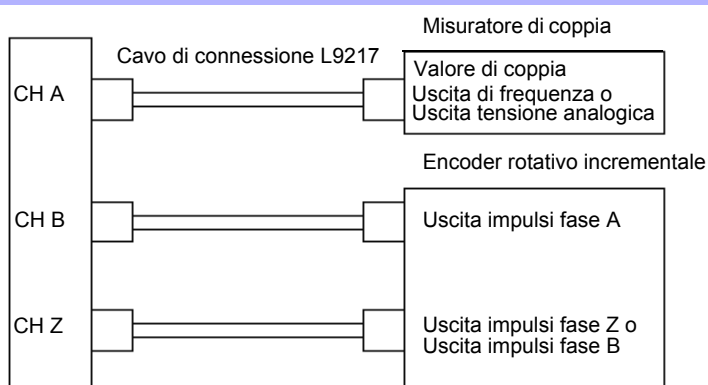 Misuratore di coppia
Cavo di connessione L9217
CH A
Valore di coppia
Uscita di frequenza o
Uscita tensione analogica
Encoder rotativo incrementale
CH B
Uscita impulsi fase A
CH Z
Uscita impulsi fase Z o
Uscita impulsi fase B